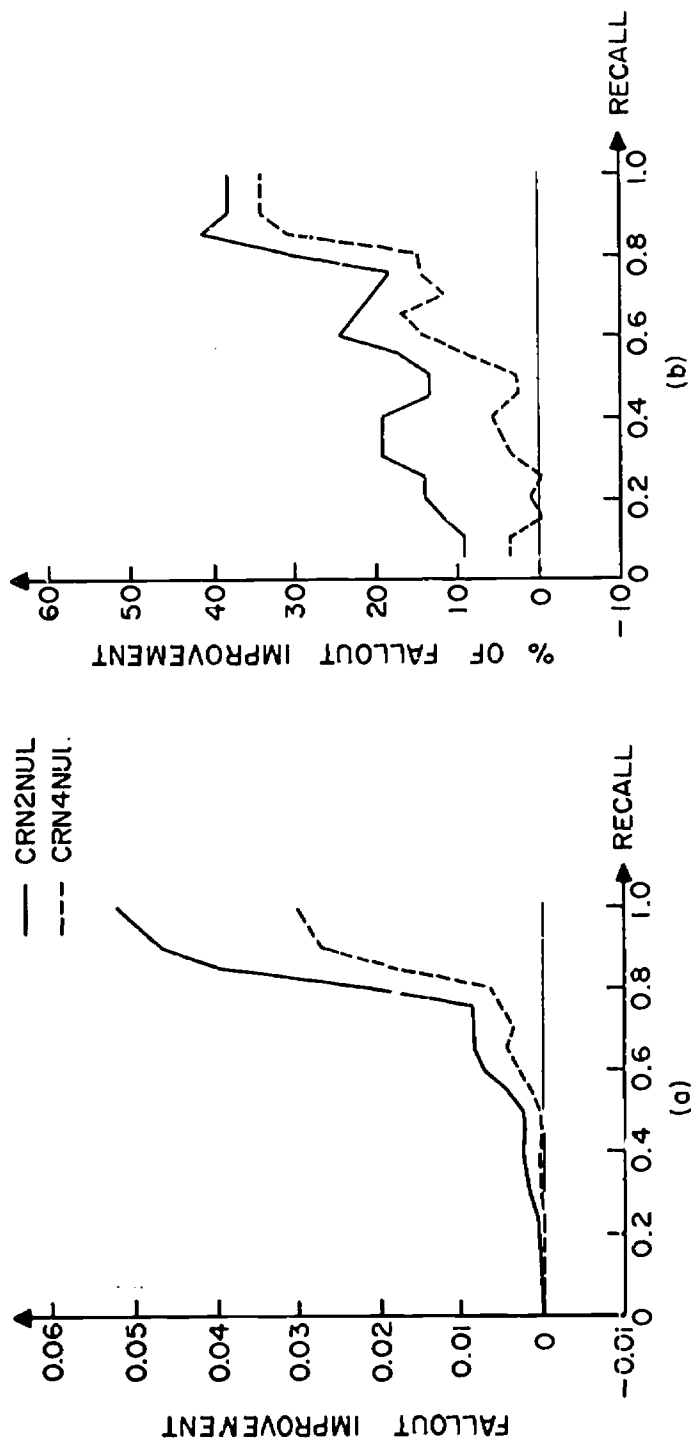 CRN2NUL
CRN4NUL
FALLOUT IMPROVEMENT
0.06
0.05
0.04
0.03
0.02
0.01
0
-0.01
0 0.2 0.4 0.6 0.8 1.0 RECALL
(a)
% OF FALLOUT IMPROVEMENT
60
50
40
30
20
10
0
-10
0 0.2 0.4 0.6 0.8 1.0 RECALL
(b)